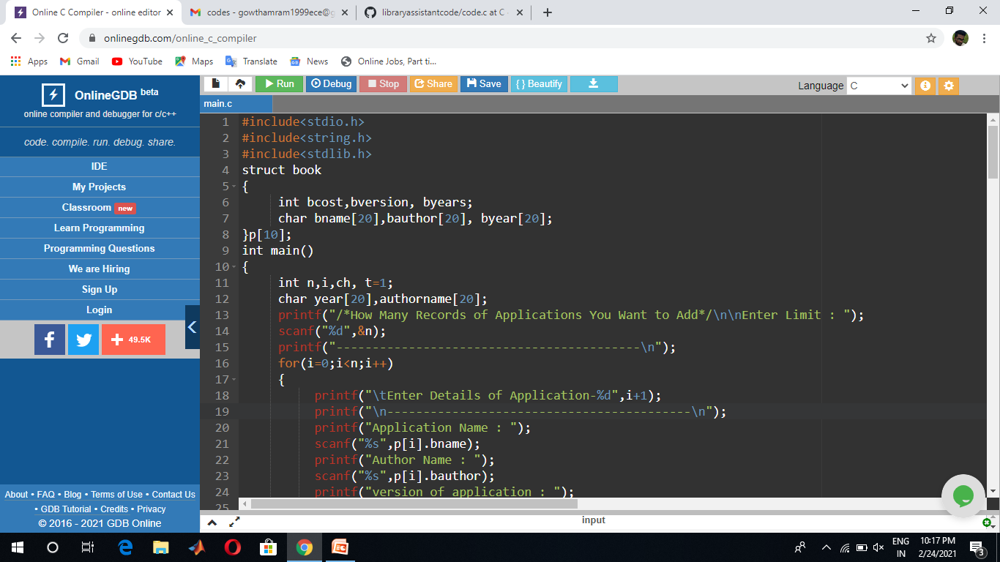 Online C Compiler - online editor
codes - gowthamram1999ece@g
libraryassistantcode/code.c at C
onlinegdb.com/online_c_compiler
Apps Gmail YouTube Maps Translate News Online Jobs, Part ti...
OnlineGDB beta
online compiler and debugger for c/c++
code. compile. run. debug. share.
IDE
My Projects
Classroom new
Learn Programming
Programming Questions
We are Hiring
Sign Up
Login
49.5K
About • FAQ • Blog • Terms of Use • Contact Us
• GDB Tutorial • Credits • Privacy
© 2016 - 2021 GDB Online
Run Debug Stop Share Save {} Beautify
Language C
main.c
1 #include<stdio.h>
2 #include<string.h>
3 #include<stdlib.h>
4 struct book
5 {
6 int bcost,bversion, byears;
7 char bname[20],bauthor[20], byear[20];
8 }p[10];
9 int main()
10 {
11 int n,i,ch, t=1;
12 char year[20],authorname[20];
13 printf("/*How Many Records of Applications You Want to Add*/\n\nEnter Limit : ");
14 scanf("%d",&n);
15 printf("------------------------------------------\n");
16 for(i=0;i<n;i++)
17 {
18 printf("\tEnter Details of Application-%d",i+1);
19 printf("\n------------------------------------------\n");
20 printf("Application Name : ");
21 scanf("%s",p[i].bname);
22 printf("Author Name : ");
23 scanf("%s",p[i].bauthor);
24 printf("version of application : ");
25
input
ENG
IN
10:17 PM
2/24/2021
3